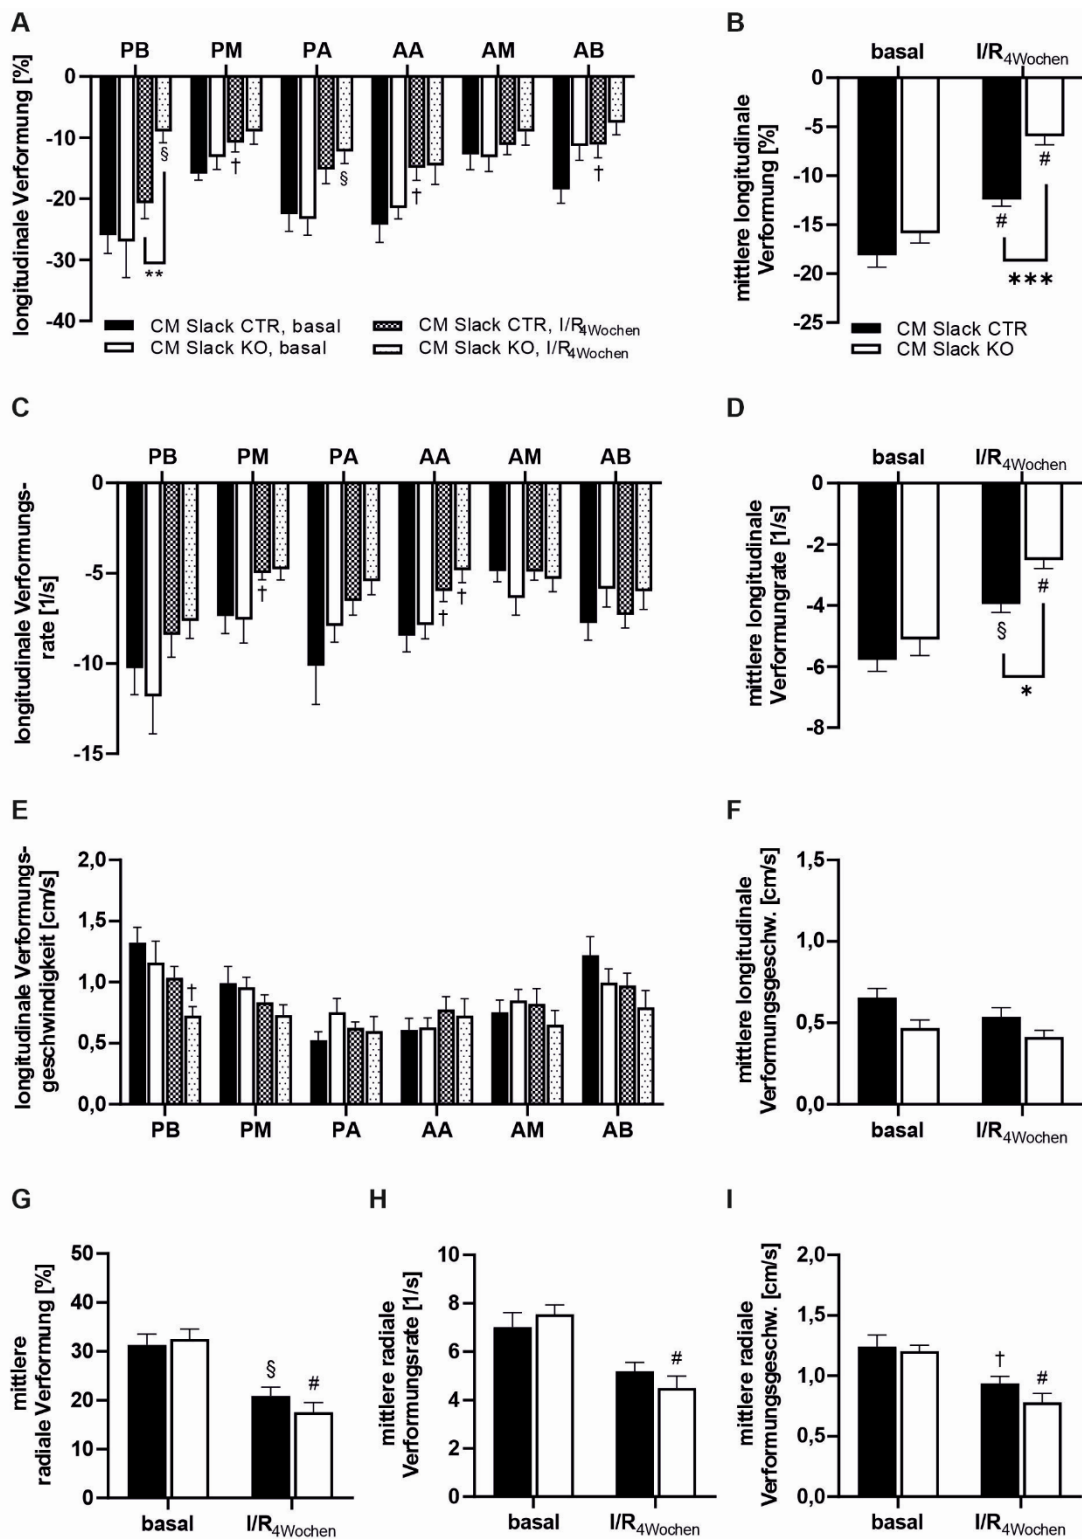 A
PB PM PA AA AM AB
longitudinale Verformung [%]
0
-10
-20
-30
-40
§
**
†
§
†
†
CM Slack CTR, basal
CM Slack KO, basal
CM Slack CTR, I/R4Wochen
CM Slack KO, I/R4Wochen
B
basal I/R4Wochen
mittlere longitudinale
Verformung [%]
0
-5
-10
-15
-20
-25
#
#
***
CM Slack CTR
CM Slack KO
C
PB PM PA AA AM AB
longitudinale Verformungs-
rate [1/s]
0
-5
-10
-15
†
†
†
D
basal I/R4Wochen
mittlere longitudinale
Verformungrate [1/s]
0
-2
-4
-6
-8
§
#
*
E
longitudinale Verformungs-
geschwindigkeit [cm/s]
2,0
1,5
1,0
0,5
0,0
†
PB PM PA AA AM AB
F
mittlere longitudinale
Verformungsgeschw. [cm/s]
1,5
1,0
0,5
0,0
basal I/R4Wochen
G
mittlere
radiale Verformung [%]
50
40
30
20
10
0
§
#
basal I/R4Wochen
H
mittlere radiale
Verformungsrate [1/s]
10
8
6
4
2
0
#
basal I/R4Wochen
I
mittlere radiale
Verformungsgeschw. [cm/s]
2,0
1,5
1,0
0,5
0,0
†
#
basal I/R4Wochen